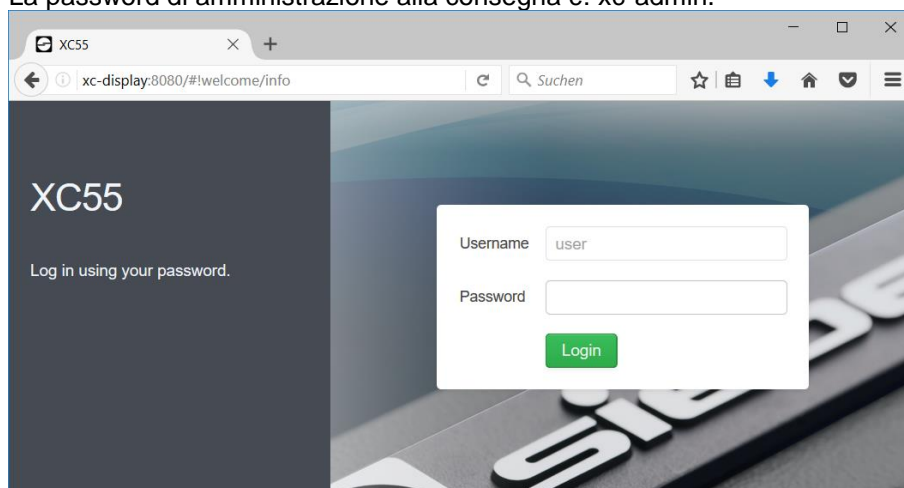 La password di amministrazione alla consegna è: xc-admin.
XC55
xc-display:8080/#!welcome/info
Suchen
XC55
Log in using your password.
Username
user
Password
Login